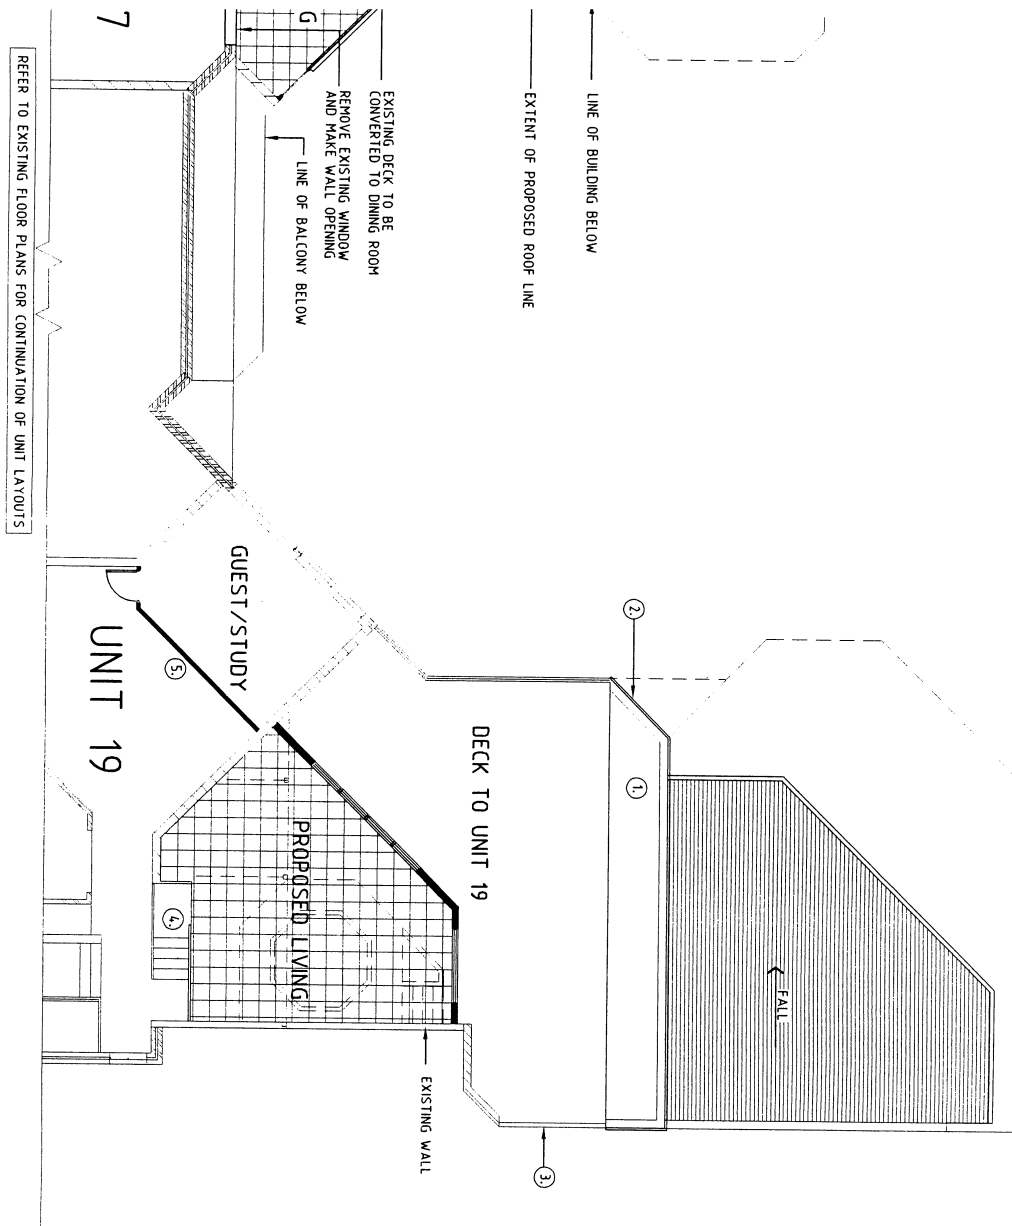 LINE OF BUILDING BELOW
EXTENT OF PROPOSED ROOF LINE
EXISTING DECK TO BE
CONVERTED TO DINING ROOM
REMOVE EXISTING WINDOW
AND MAKE WALL OPENING
LINE OF BALCONY BELOW
G
7
2.
1.
FALL
DECK TO UNIT 19
3.
GUEST/STUDY
PROPOSED LIVING
EXISTING WALL
5.
4.
UNIT 19
REFER TO EXISTING FLOOR PLANS FOR CONTINUATION OF UNIT LAYOUTS